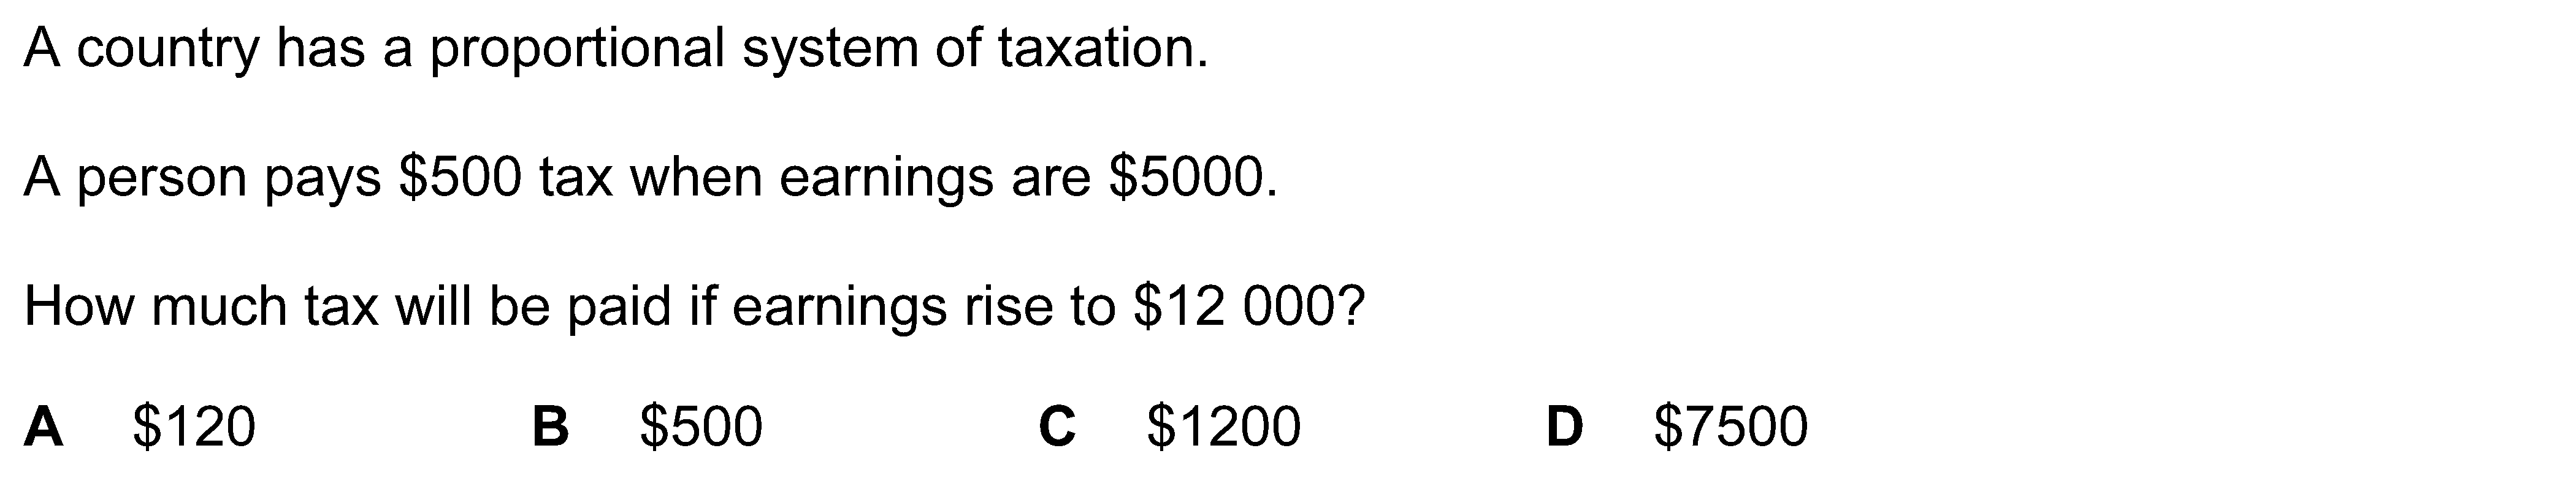 A country has a proportional system of taxation.
A person pays $500 tax when earnings are $5000.
How much tax will be paid if earnings rise to $12 000?
A $120 B $500 C $1200 D $7500